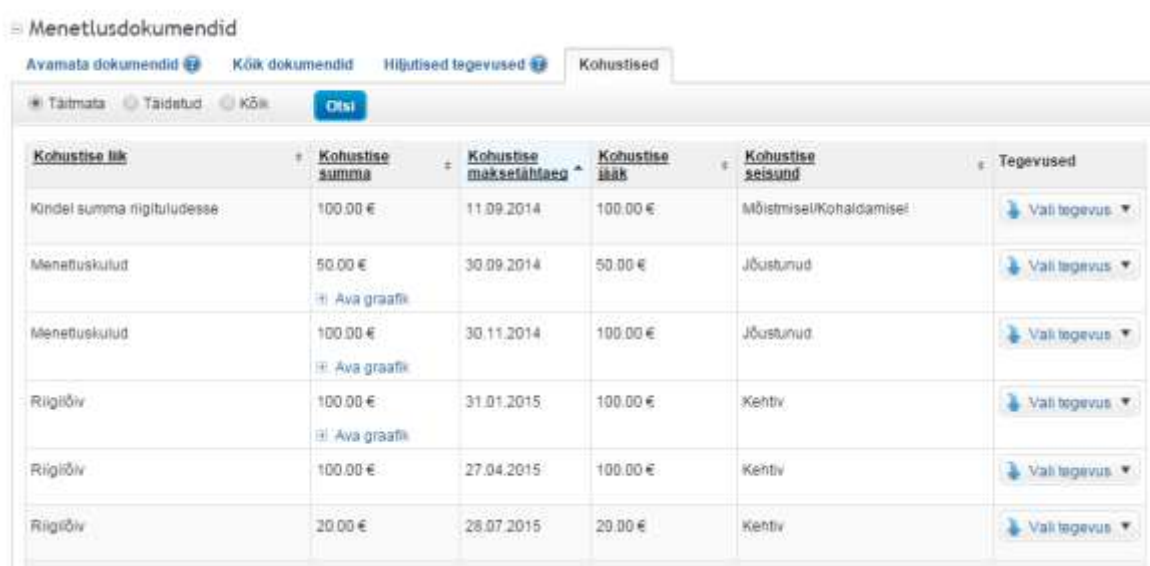 Menetlusdokumendid
Avamata dokumendid ? Kõik dokumendid Hiljutised tegevused ? Kohustised
Täitmata Täidetud Kõik Otsi
Kohustise liik Kohustise summa Kohustise maksetähtaeg Kohustise jääk Kohustise seisund Tegevused
Kindel summa riigituludesse 100.00 € 11.09.2014 100.00 € Mõistmisel/Kohaldamisel Vali tegevus
Menetluskulud 50.00 € 30.09.2014 50.00 € Jõustunud Vali tegevus
Ava graafik
Menetluskulud 100.00 € 30.11.2014 100.00 € Jõustunud Vali tegevus
Ava graafik
Riigilõiv 100.00 € 31.01.2015 100.00 € Kehtiv Vali tegevus
Ava graafik
Riigilõiv 100.00 € 27.04.2015 100.00 € Kehtiv Vali tegevus
Riigilõiv 20.00 € 28.07.2015 20.00 € Kehtiv Vali tegevus